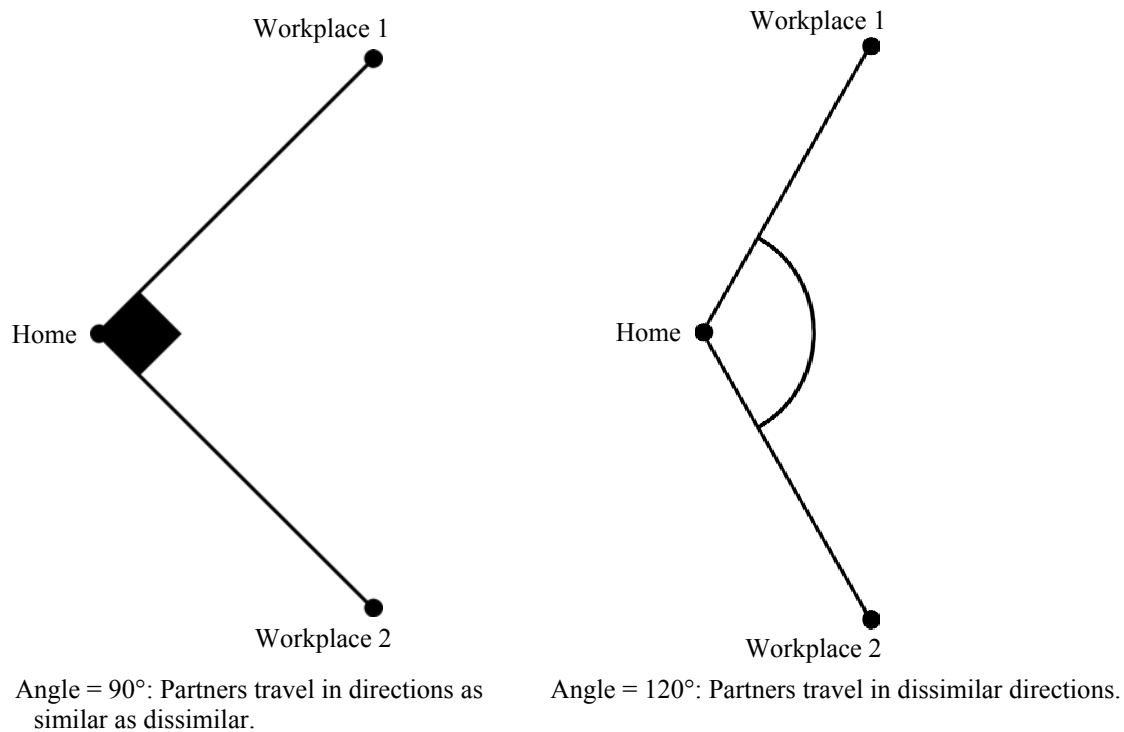 Workplace 1
Home
Workplace 2
Angle = 90°: Partners travel in directions as
similar as dissimilar.
Workplace 1
Home
Workplace 2
Angle = 120°: Partners travel in dissimilar directions.